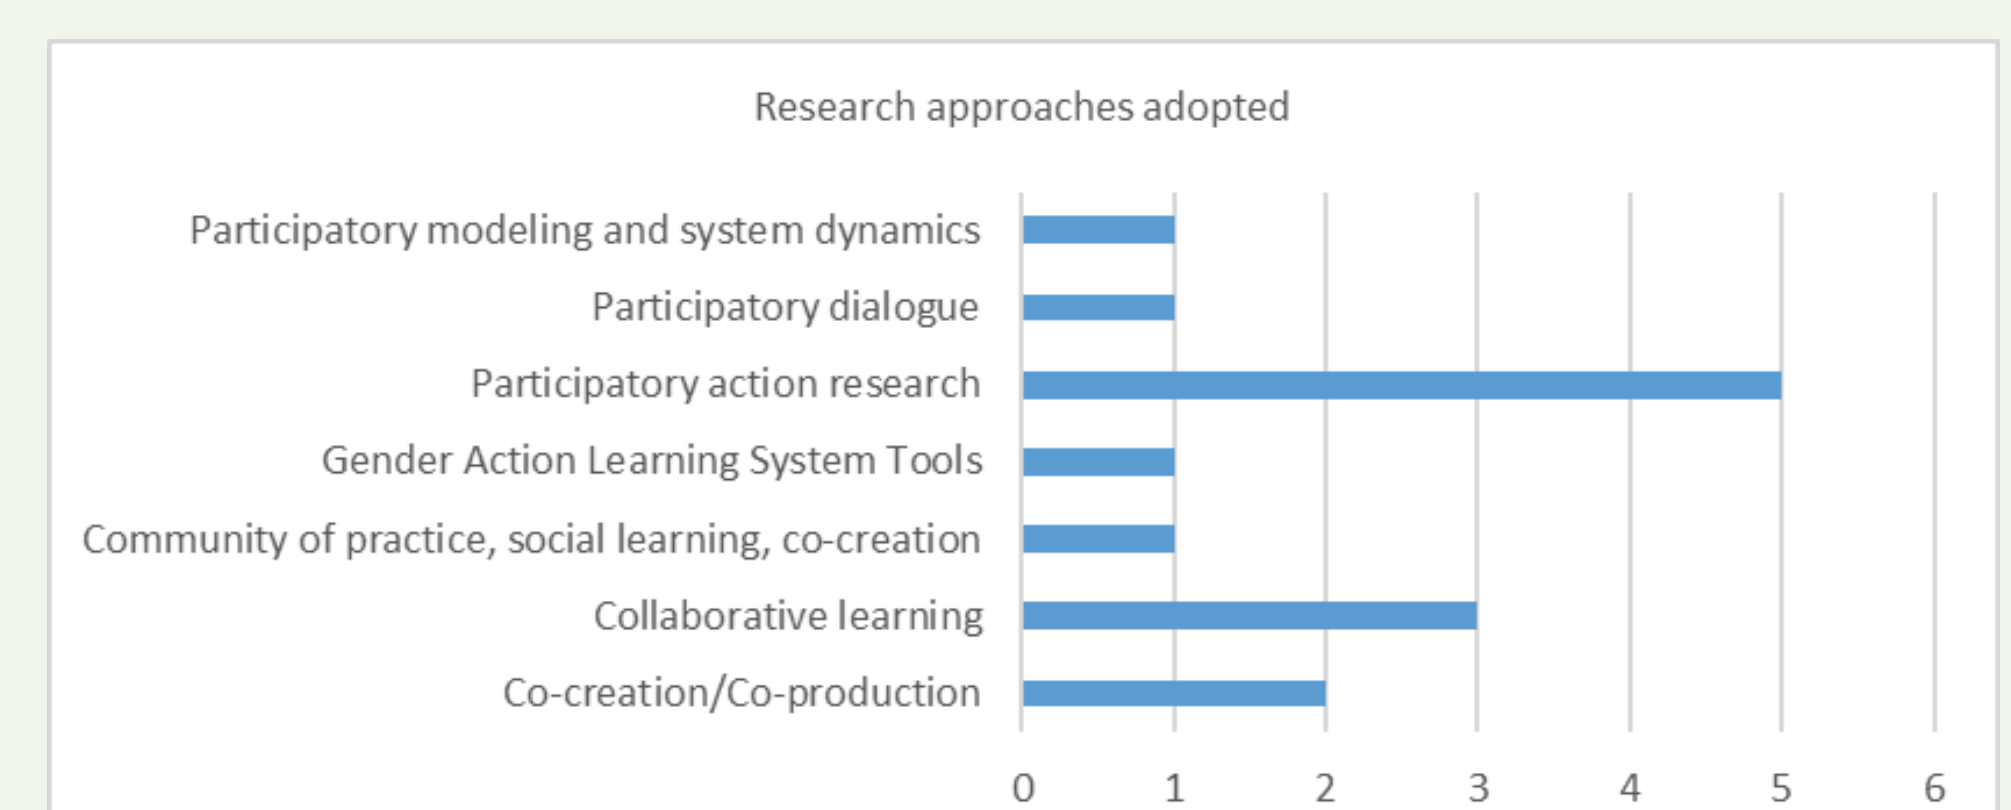 Research approaches adopted
Participatory modeling and system dynamics
Participatory dialogue
Participatory action research
Gender Action Learning System Tools
Community of practice, social learning, co-creation
Collaborative learning
Co-creation/Co-production
0 1 2 3 4 5 6